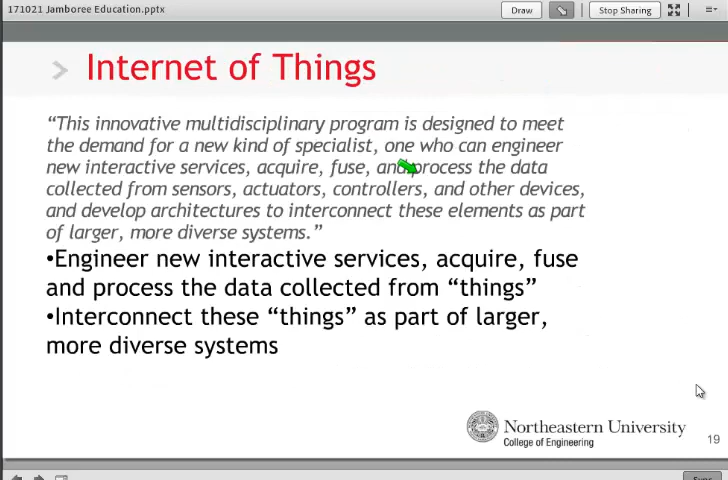 171021 Jamboree Education.pptx
Draw
Stop Sharing
Internet of Things
“This innovative multidisciplinary program is designed to meet
the demand for a new kind of specialist, one who can engineer
new interactive services, acquire, fuse, and process the data
collected from sensors, actuators, controllers, and other devices,
and develop architectures to interconnect these elements as part
of larger, more diverse systems.”
•Engineer new interactive services, acquire, fuse
and process the data collected from “things”
•Interconnect these “things” as part of larger,
more diverse systems
Northeastern University
College of Engineering
19
Sync